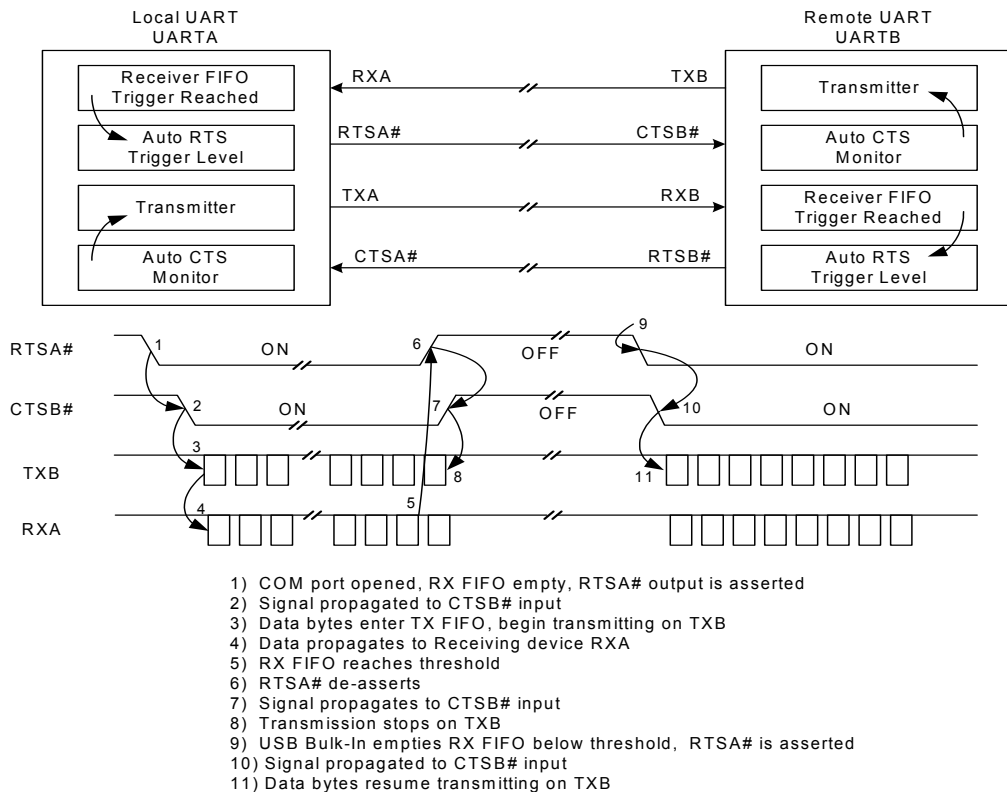 Local UART
UARTA
Remote UART
UARTB
Receiver FIFO
Trigger Reached
Auto RTS
Trigger Level
Transmitter
Auto CTS
Monitor
RXA
TXB
RTSA#
CTSB#
TXA
RXB
CTSA#
RTSB#
Transmitter
Auto CTS
Monitor
Receiver FIFO
Trigger Reached
Auto RTS
Trigger Level
RTSA#
1
ON
6
OFF
9
ON
CTSB#
2
ON
7
OFF
10
ON
TXB
3
8
11
RXA
4
5
1) COM port opened, RX FIFO empty, RTSA# output is asserted
2) Signal propagated to CTSB# input
3) Data bytes enter TX FIFO, begin transmitting on TXB
4) Data propagates to Receiving device RXA
5) RX FIFO reaches threshold
6) RTSA# de-asserts
7) Signal propagates to CTSB# input
8) Transmission stops on TXB
9) USB Bulk-In empties RX FIFO below threshold, RTSA# is asserted
10) Signal propagated to CTSB# input
11) Data bytes resume transmitting on TXB